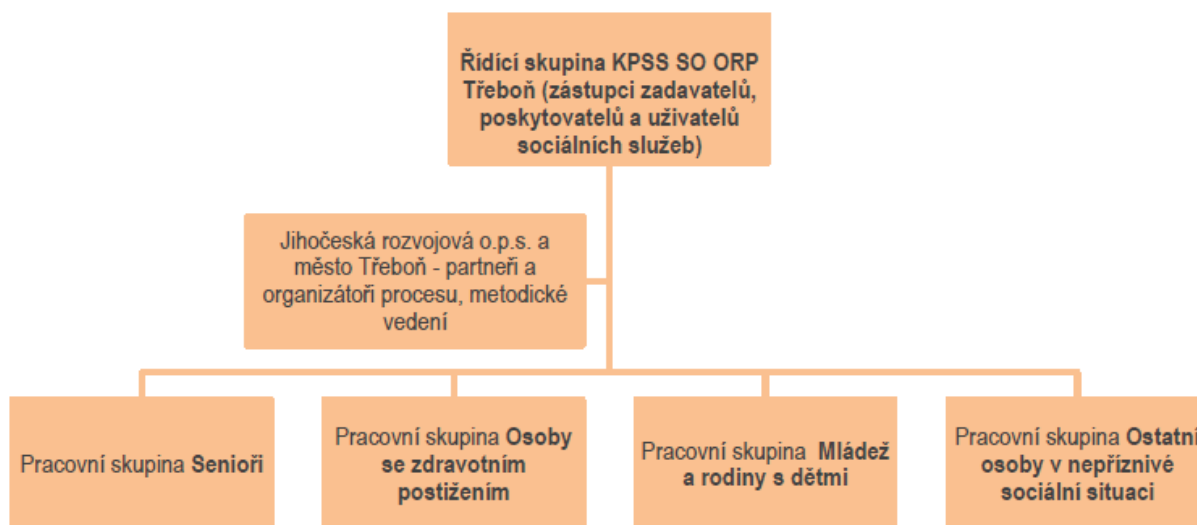 Řídící skupina KPSS SO ORP
Třeboň (zástupci zadavatelů,
poskytovatelů a uživatelů
sociálních služeb)
Jihočeská rozvojová o.p.s. a
město Třeboň - partneři a
organizátoři procesu, metodické
vedení
Pracovní skupina Senioři
Pracovní skupina Osoby
se zdravotním
postižením
Pracovní skupina Mládež
a rodiny s dětmi
Pracovní skupina Ostatní
osoby v nepříznivé
sociální situaci